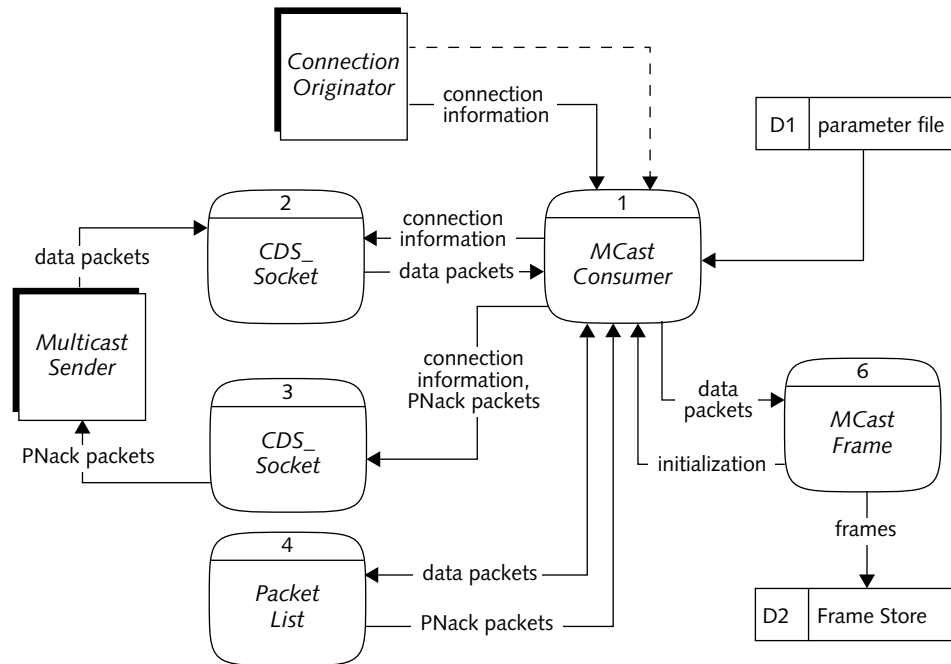 Connection
Originator
connection
information
D1 parameter file
2
CDS_
Socket
connection
information
data packets
1
MCast
Consumer
data packets
Multicast
Sender
connection
information,
PNack packets
3
CDS_
Socket
PNack packets
data
packets
6
MCast
Frame
initialization
frames
4
Packet
List
data packets
PNack packets
D2 Frame Store